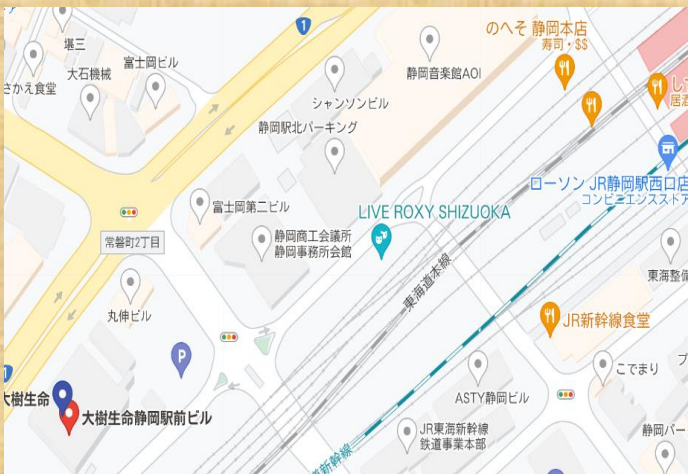 堪三
大石機械
さかえ食堂
富士岡ビル
1
シャンソンビル
静岡駅北パーキング
静岡音楽館AOI
のへそ 静岡本店
寿司・$$
ローソン JR静岡駅西口店
コンビニエンスストア
富士岡第二ビル
LIVE ROXY SHIZUOKA
静岡商工会議所
静岡事務所会館
常磐町2丁目
東海道本線
東海整備
丸伸ビル
P
JR新幹線食堂
こでまり
ASTY静岡ビル
1
大樹生命
大樹生命静岡駅前ビル
JR東海新幹線
鉄道事業本部
静岡パー
道新幹線